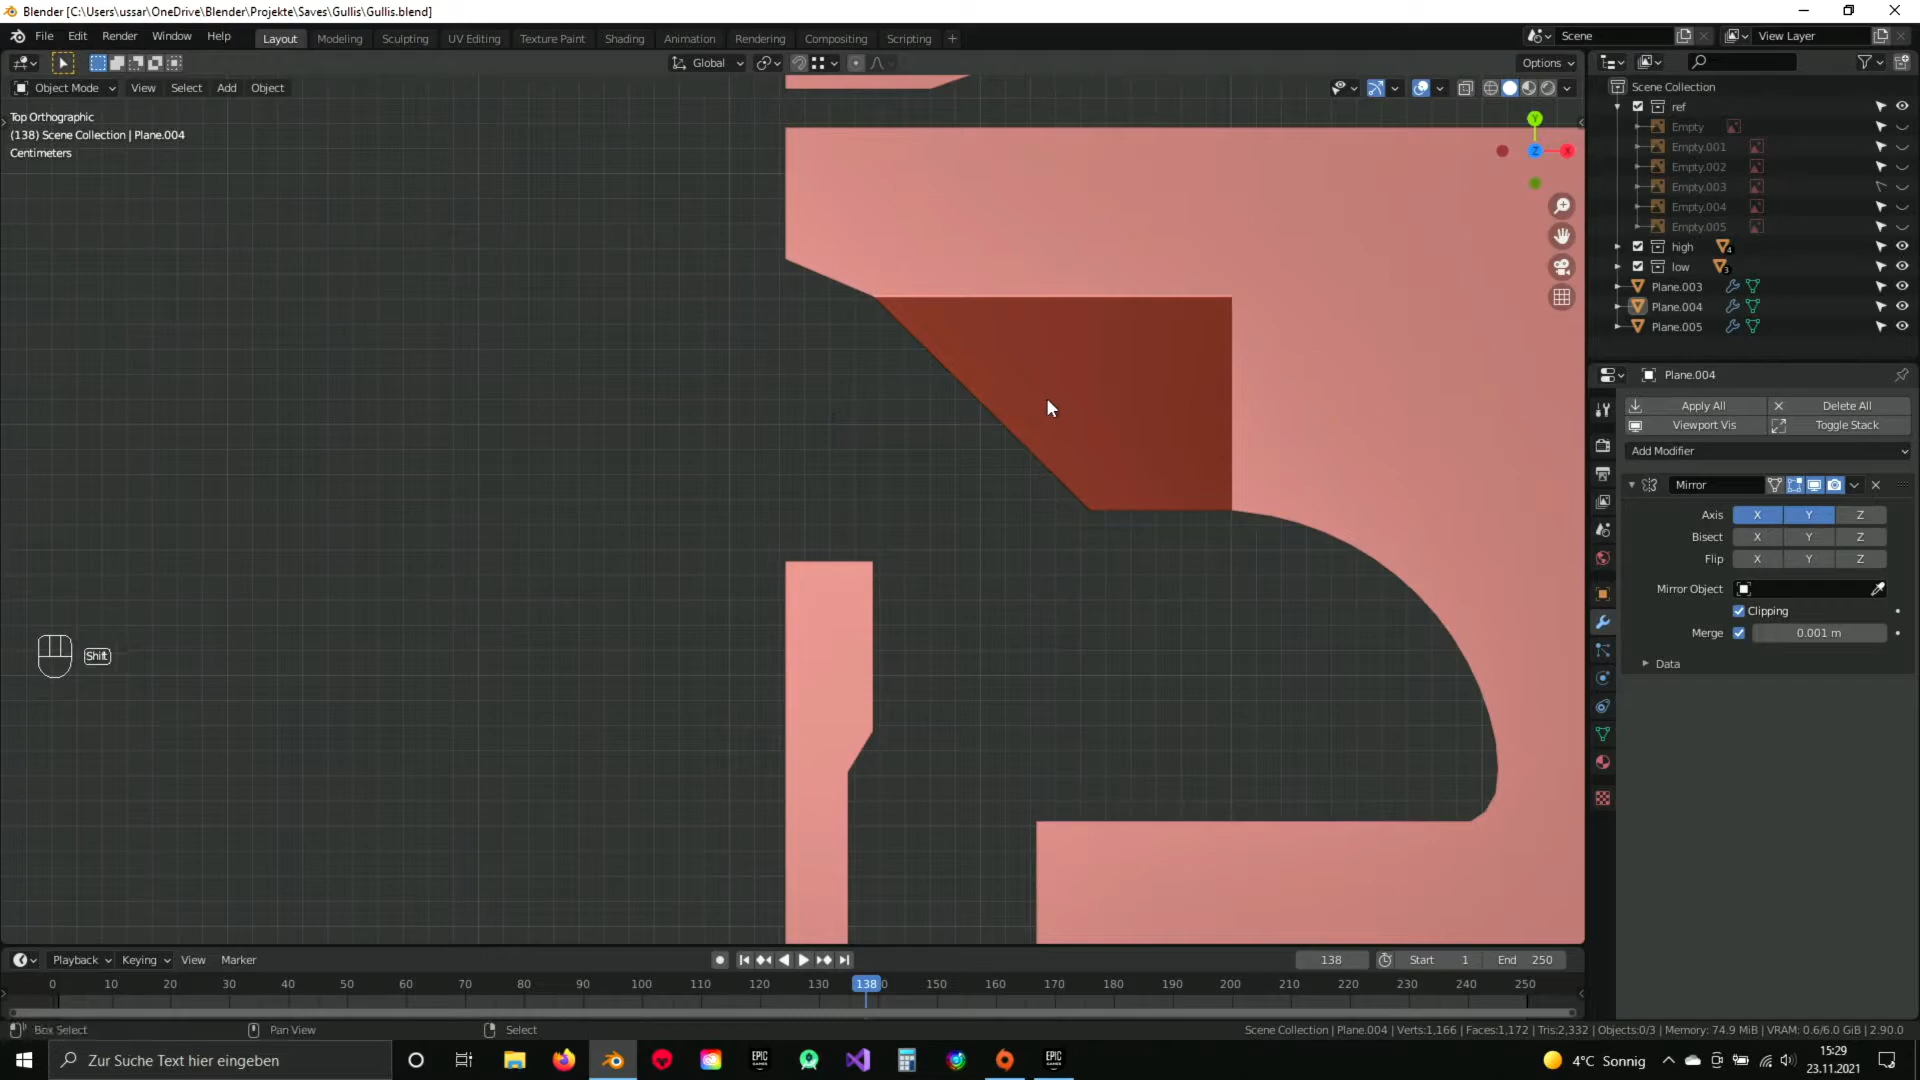 Blender [C:\Users\ussar\OneDrive\Blender\Projekte\Saves\Gullis\Gullis.blend]
File Edit Render Window Help
Layout Modeling Sculpting UV Editing Texture Paint Shading Animation Rendering Compositing Scripting +
Scene View Layer
Global Options
Object Mode View Select Add Object
Top Orthographic
(138) Scene Collection | Plane.004
Centimeters
Y
Z X
Shift
Scene Collection
ref
Empty
Empty.001
Empty.002
Empty.003
Empty.004
Empty.005
high 4
low 3
Plane.003
Plane.004
Plane.005
Plane.004
Apply All Delete All
Viewport Vis Toggle Stack
Add Modifier
Mirror
Axis X Y Z
Bisect X Y Z
Flip X Y Z
Mirror Object
Clipping
Merge 0.001 m
Data
Playback Keying View Marker 138 Start 1 End 250
0 10 20 30 40 50 60 70 80 90 100 110 120 130 138 0 150 160 170 180 190 200 210 220 230 240 250
Box Select Pan View Select
Scene Collection | Plane.004 | Verts:1,166 | Faces:1,172 | Tris:2,332 | Objects:0/3 | Memory: 74.9 MiB | VRAM: 0.6/6.0 GiB | 2.90.0
Zur Suche Text hier eingeben
EPIC GAMES
EPIC GAMES
4°C Sonnig
15:29
23.11.2021